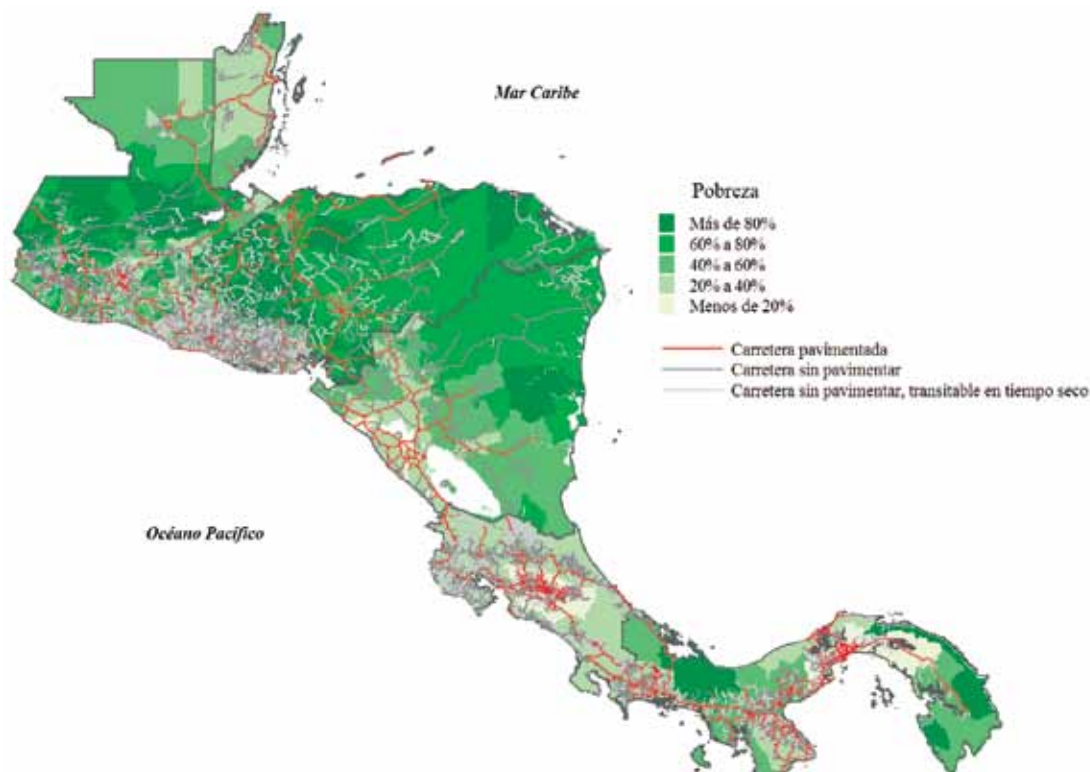 Mar Caribe
Pobreza
Más de 80%
60% a 80%
40% a 60%
20% a 40%
Menos de 20%
Carretera pavimentada
Carretera sin pavimentar
Carretera sin pavimentar, transitable en tiempo seco
Océano Pacífico